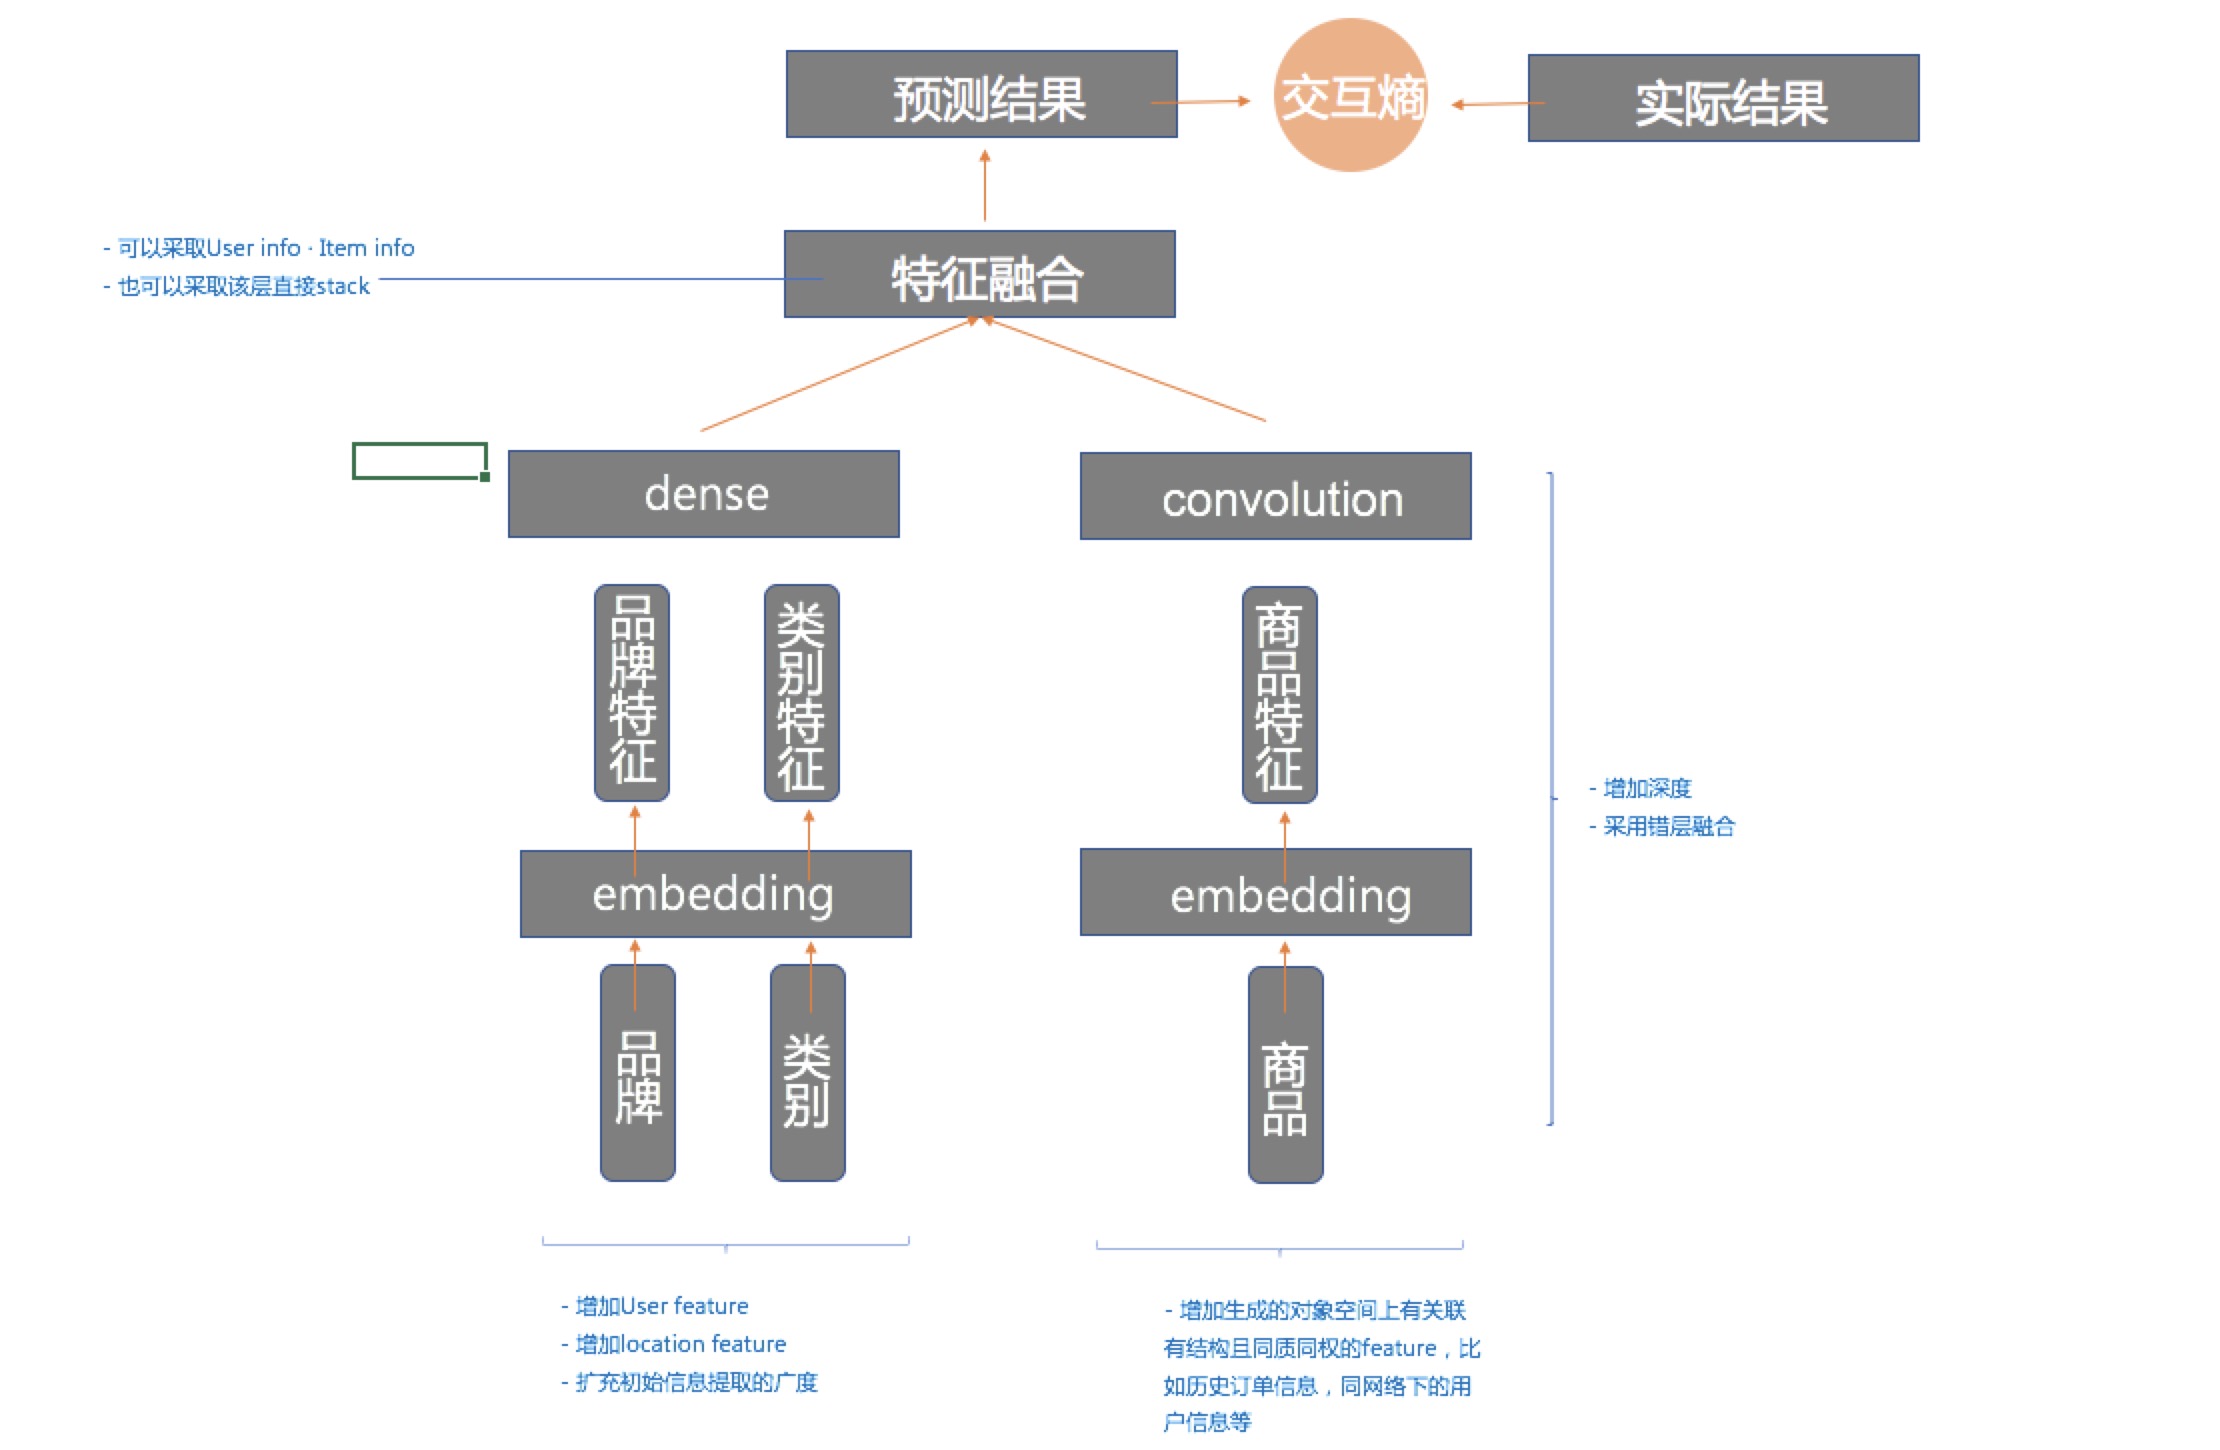 预测结果
交互熵
实际结果
- 可以采取User info · Item info
- 也可以采取该层直接stack
特征融合
dense
convolution
品牌特征
类别特征
商品特征
- 增加深度
- 采用错层融合
embedding
embedding
品牌
类别
商品
- 增加User feature
- 增加location feature
- 扩充初始信息提取的广度
- 增加生成的对象空间上有关联
有结构且同质同权的feature，比
如历史订单信息，同网络下的用
户信息等